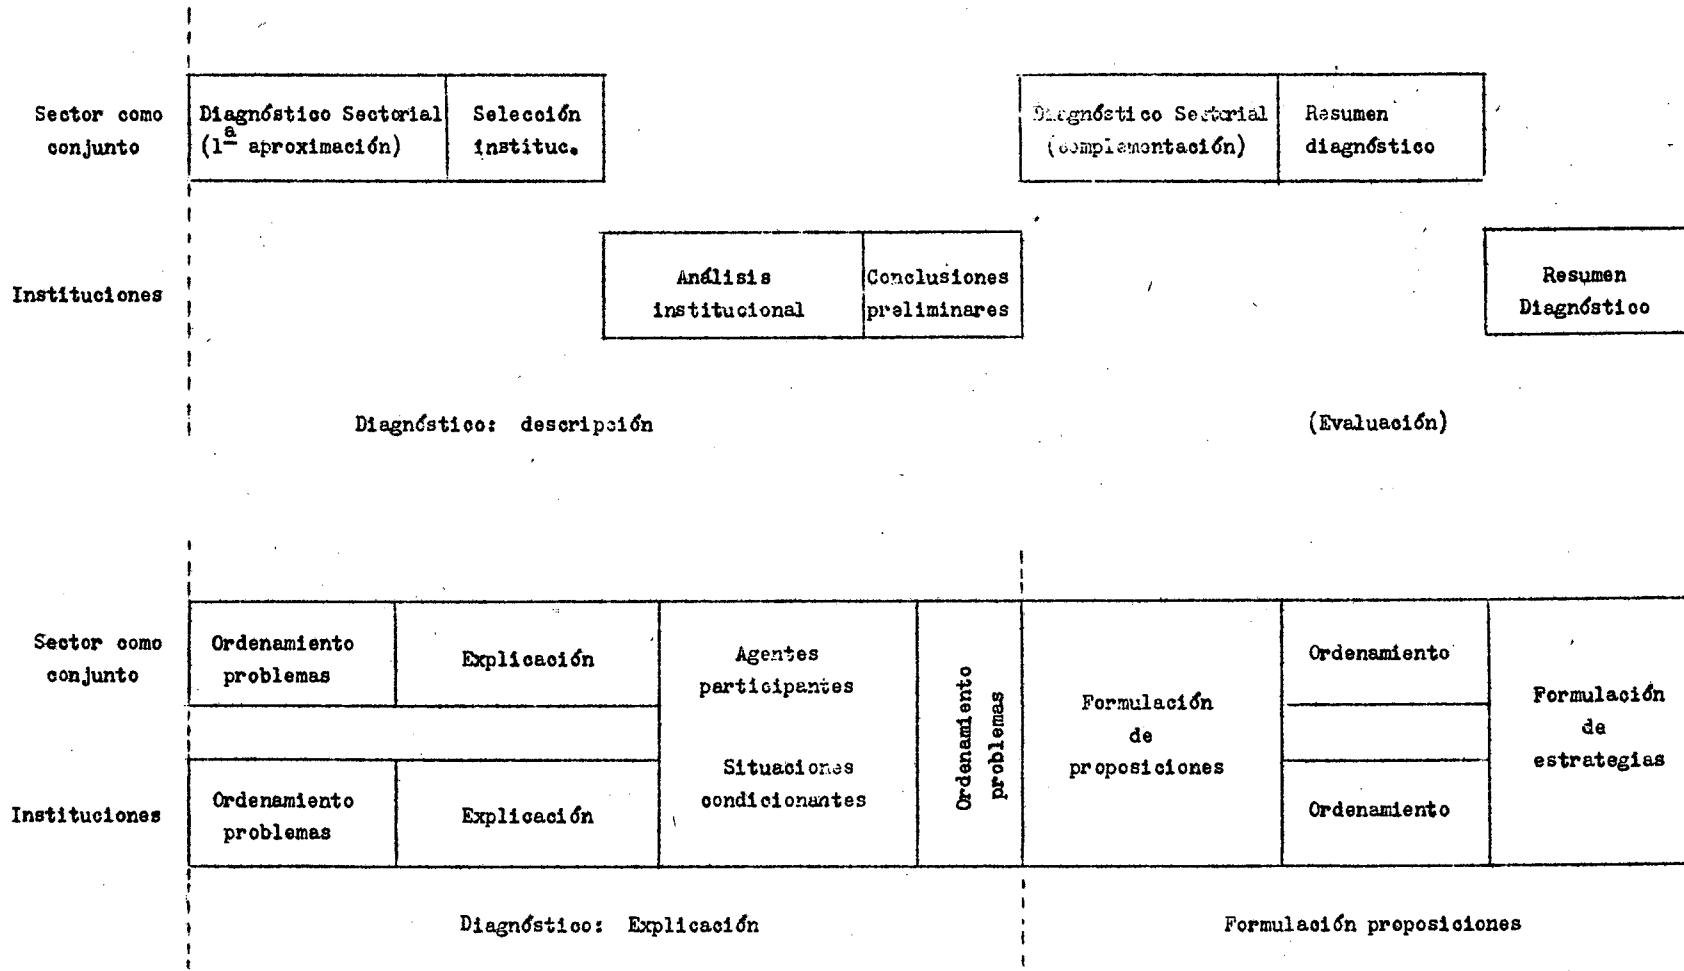 Sector como
conjunto
Diagnóstico Sectorial
(1ª aproximación)
Selección
instituc.
Diagnóstico Sectorial
(complementación)
Resumen
diagnóstico
Instituciones
Análisis
institucional
Conclusiones
preliminares
Resumen
Diagnóstico
Diagnóstico: descripción
(Evaluación)
Sector como
conjunto
Ordenamiento
problemas
Explicación
Agentes
participantes
Situaciones
condicionantes
Ordenamiento
problemas
Formulación
de
proposiciones
Ordenamiento
Formulación
de
estrategias
Instituciones
Ordenamiento
problemas
Explicación
Ordenamiento
Diagnóstico: Explicación
Formulación proposiciones